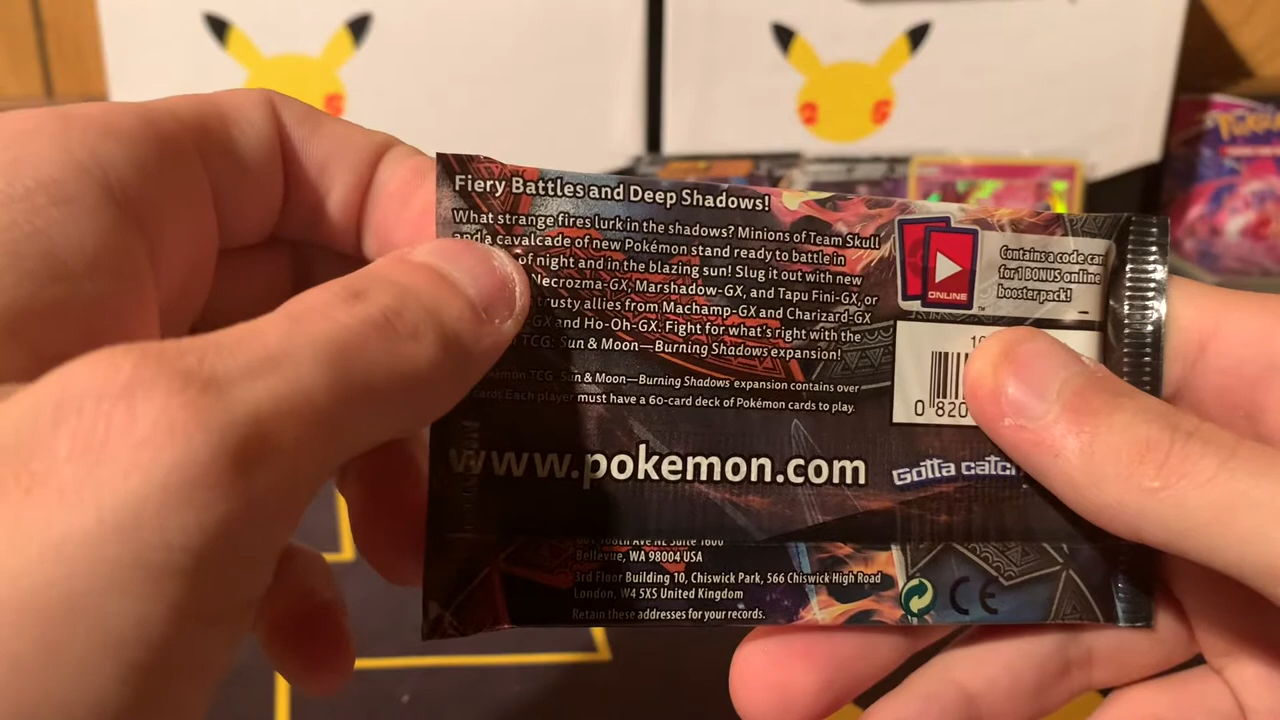 Fiery Battles and Deep Shadows!
What strange fires lurk in the shadows? Minions of Team Skull
and a cavalcade of new Pokémon stand ready to battle in
of night and in the blazing sun! Slug it out with new
Necrozma-GX, Marshadow-GX, and Tapu Fini-GX, or
trusty allies from Machamp-GX and Charizard-GX
-GX and Ho-Oh-GX. Fight for what's right with the
TCG: Sun & Moon—Burning Shadows expansion!
TCG: Sun & Moon—Burning Shadows expansion contains over
cards. Each player must have a 60-card deck of Pokémon cards to play.
www.pokemon.com
Bellevue, WA 98004 USA
3rd Floor Building 10, Chiswick Park, 566 Chiswick High Road
London, W4 5XS United Kingdom
Retain these addresses for your records.
Contains a code car
for 1 BONUS online
booster pack!
ONLINE
TM
0 820
Gotta catch
CE